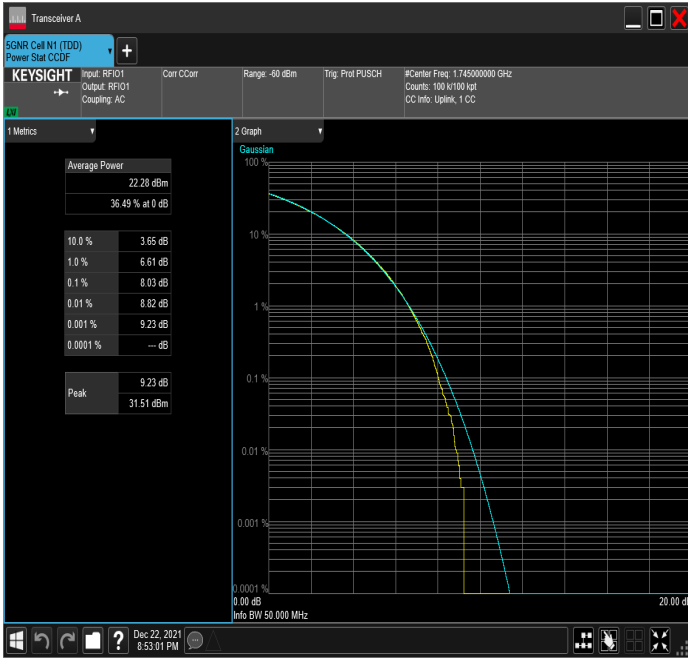 Transceiver A
5GNR Cell N1 (TDD)
Power Stat CCDF
KEYSIGHT
Input: RFIO1
Output: RFIO1
Coupling: AC
Corr CCorr
Range: -60 dBm
Trig: Prot PUSCH
#Center Freq: 1.745000000 GHz
Counts: 100 k/100 kpt
CC Info: Uplink, 1 CC
LXI
1 Metrics
Average Power
22.28 dBm
36.49 % at 0 dB
10.0 % 3.65 dB
1.0 % 6.61 dB
0.1 % 8.03 dB
0.01 % 8.82 dB
0.001 % 9.23 dB
0.0001 % --- dB
Peak
9.23 dB
31.51 dBm
2 Graph
Gaussian
100 %
10 %
1 %
0.1 %
0.01 %
0.001 %
0.0001 %
0.00 dB
20.00 dB
Info BW 50.000 MHz
Dec 22, 2021
8:53:01 PM